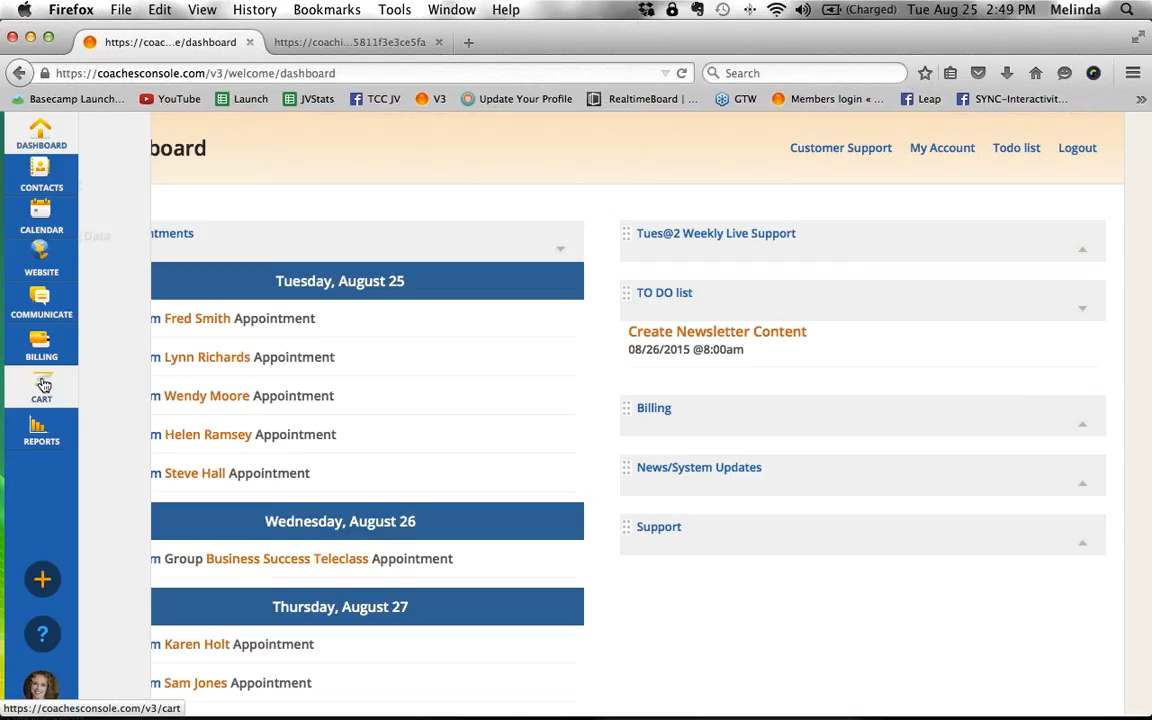 Firefox File Edit View History Bookmarks Tools Window Help (Charged) Tue Aug 25 2:49 PM Melinda
https://coac...e/dashboard https://coachi...5811f3e3ce5fa
https://coachesconsole.com/v3/welcome/dashboard Search
Basecamp Launch... YouTube Launch JVStats TCC JV V3 Update Your Profile RealtimeBoard | ... GTW Members login « ... Leap SYNC-Interactivit...
DASHBOARD
CONTACTS
CALENDAR
WEBSITE
COMMUNICATE
BILLING
CART
REPORTS
?
Data
board
Customer Support My Account Todo list Logout
ntments
Tuesday, August 25
m Fred Smith Appointment
m Lynn Richards Appointment
m Wendy Moore Appointment
m Helen Ramsey Appointment
m Steve Hall Appointment
Wednesday, August 26
m Group Business Success Teleclass Appointment
Thursday, August 27
m Karen Holt Appointment
m Sam Jones Appointment
Tues@2 Weekly Live Support
TO DO list
Create Newsletter Content
08/26/2015 @8:00am
Billing
News/System Updates
Support
https://coachesconsole.com/v3/cart